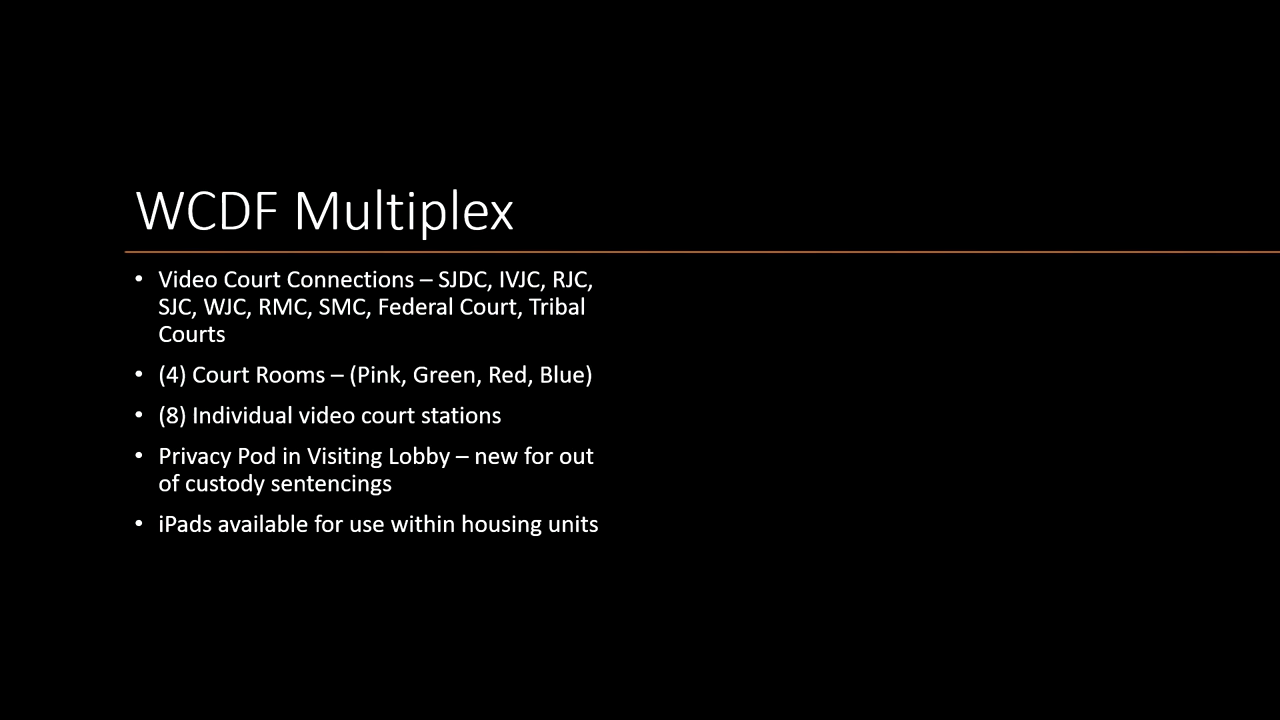 WCDF Multiplex
• Video Court Connections – SJDC, IVJC, RJC,
SJC, WJC, RMC, SMC, Federal Court, Tribal
Courts
• (4) Court Rooms – (Pink, Green, Red, Blue)
• (8) Individual video court stations
• Privacy Pod in Visiting Lobby – new for out
of custody sentencings
• iPads available for use within housing units